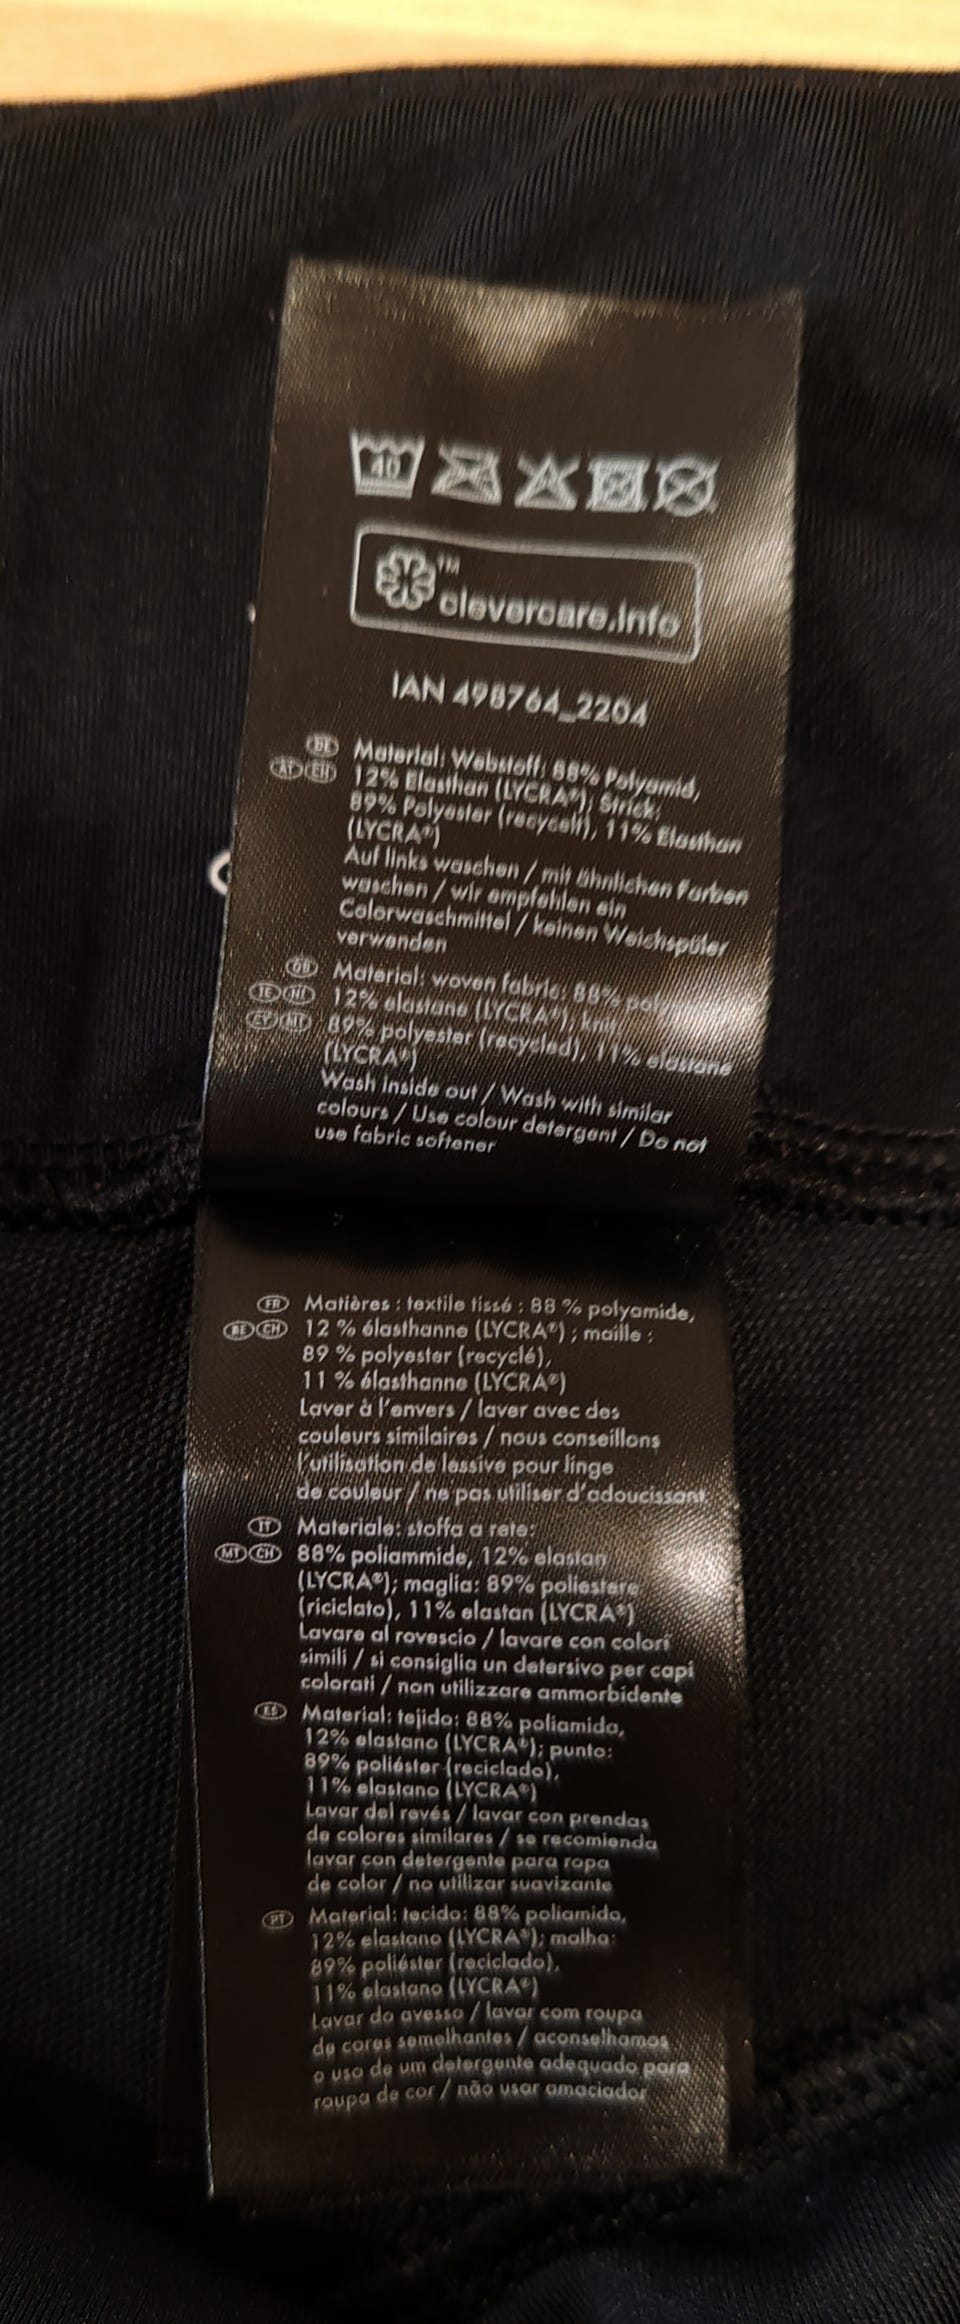 40
TM
clevercare.info
IAN 498764_2204
DE Material: Webstoff: 88% Polyamid,
AT CH 12% Elasthan (LYCRA®); Strick:
89% Polyester (recycelt), 11% Elasthan
(LYCRA®)
Auf links waschen / mit ähnlichen Farben
waschen / wir empfehlen ein
Colorwaschmittel / keinen Weichspüler
verwenden
GB Material: woven fabric: 88%
IE NI 12% elastane (LYCRA®), knit
CY MT 89% polyester (recycled), 11% elastane
(LYCRA®)
Wash inside out / Wash with similar
colours / Use colour detergent / Do not
use fabric softener
FR Matières : textile tissé : 88 % polyamide,
BE CH 12 % élasthanne (LYCRA®) ; maille :
89 % polyester (recyclé),
11 % élasthanne (LYCRA®)
Laver à l'envers / laver avec des
couleurs similaires / nous conseillons
l'utilisation de lessive pour linge
de couleur / ne pas utiliser d'adoucissant
IT Materiale: stoffa a rete:
MT CH 88% poliammide, 12% elastan
(LYCRA®); maglia: 89% poliestere
(riciclato), 11% elastan (LYCRA®)
Lavare al rovescio / lavare con colori
simili / si consiglia un detersivo per capi
colorati / non utilizzare ammorbidente
ES Material: tejido: 88% poliamida,
12% elastano (LYCRA®); punto:
89% poliéster (reciclado),
11% elastano (LYCRA®)
Lavar del revés / lavar con prendas
de colores similares / se recomienda
lavar con detergente para ropa
de color / no utilizar suavizante
PT Material: tecido: 88% poliamida,
12% elastano (LYCRA®); malha:
89% poliéster (reciclado),
11% elastano (LYCRA®)
Lavar do avesso / lavar com roupa
de cores semelhantes / aconselhamos
o uso de um detergente adequado para
roupa de cor / não usar amaciador